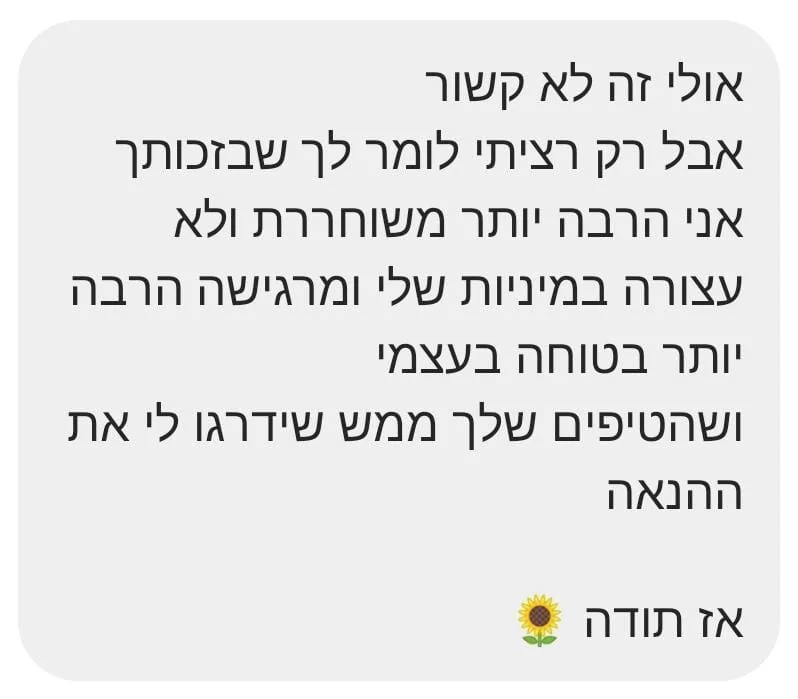 אולי זה לא קשור
אבל רק רציתי לומר לך שבזכותך
אני הרבה יותר משוחררת ולא
עצורה במיניות שלי ומרגישה הרבה
יותר בטוחה בעצמי
ושהטיפים שלך ממש שידרגו לי את
ההנאה
אז תודה 🌻